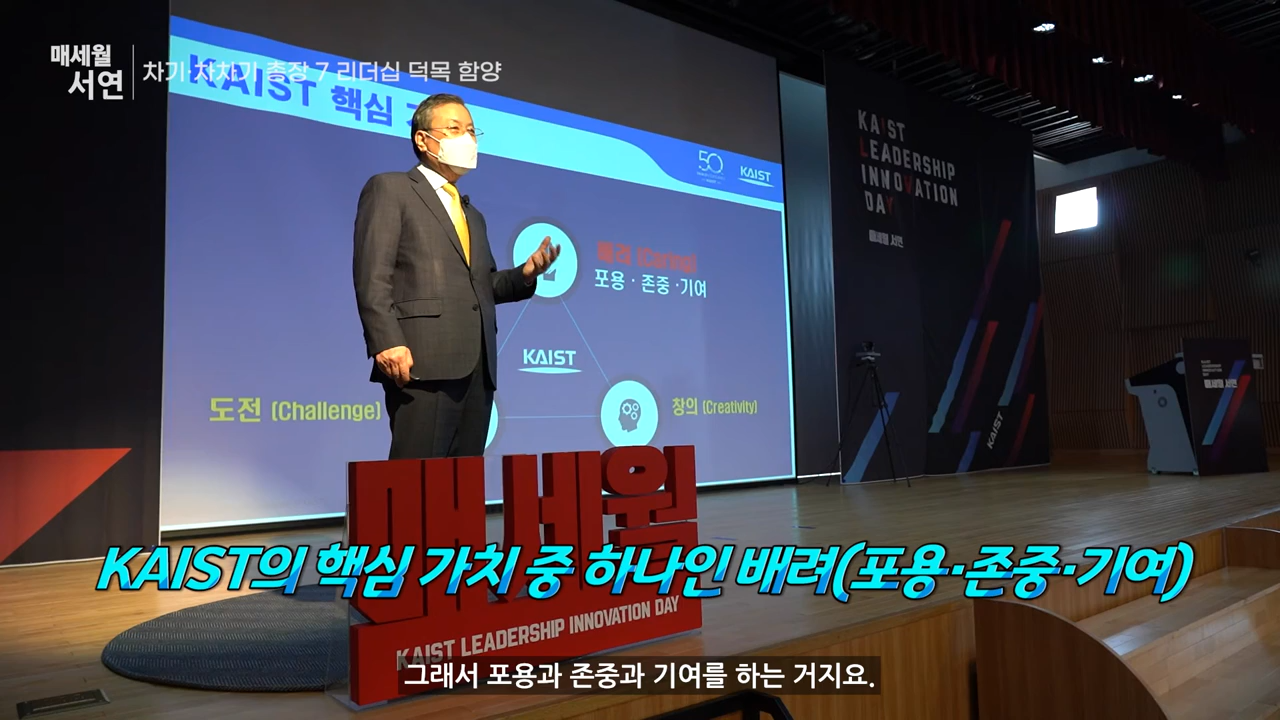 매세월
서연
차기·차차기 총장 7 리더십 덕목 함양
KAIST 핵심
50
KAIST
KAIST
LEADERSHIP
INNOVATION
DAY
매세월 서연
배려 (Caring)
포용 · 존중 · 기여
KAIST
도전 (Challenge)
창의 (Creativity)
KAIST
매세월 서연
매세월
KAIST LEADERSHIP INNOVATION DAY
KAIST의 핵심 가치 중 하나인 배려(포용·존중·기여)
그래서 포용과 존중과 기여를 하는 거지요.